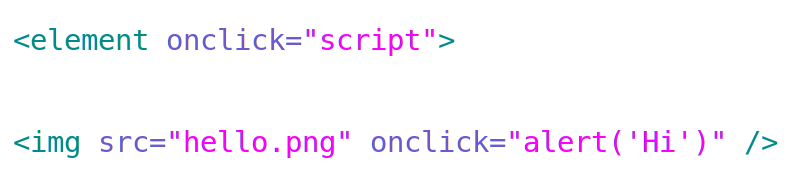 <element onclick="script">
<img src="hello.png" onclick="alert('Hi')" />